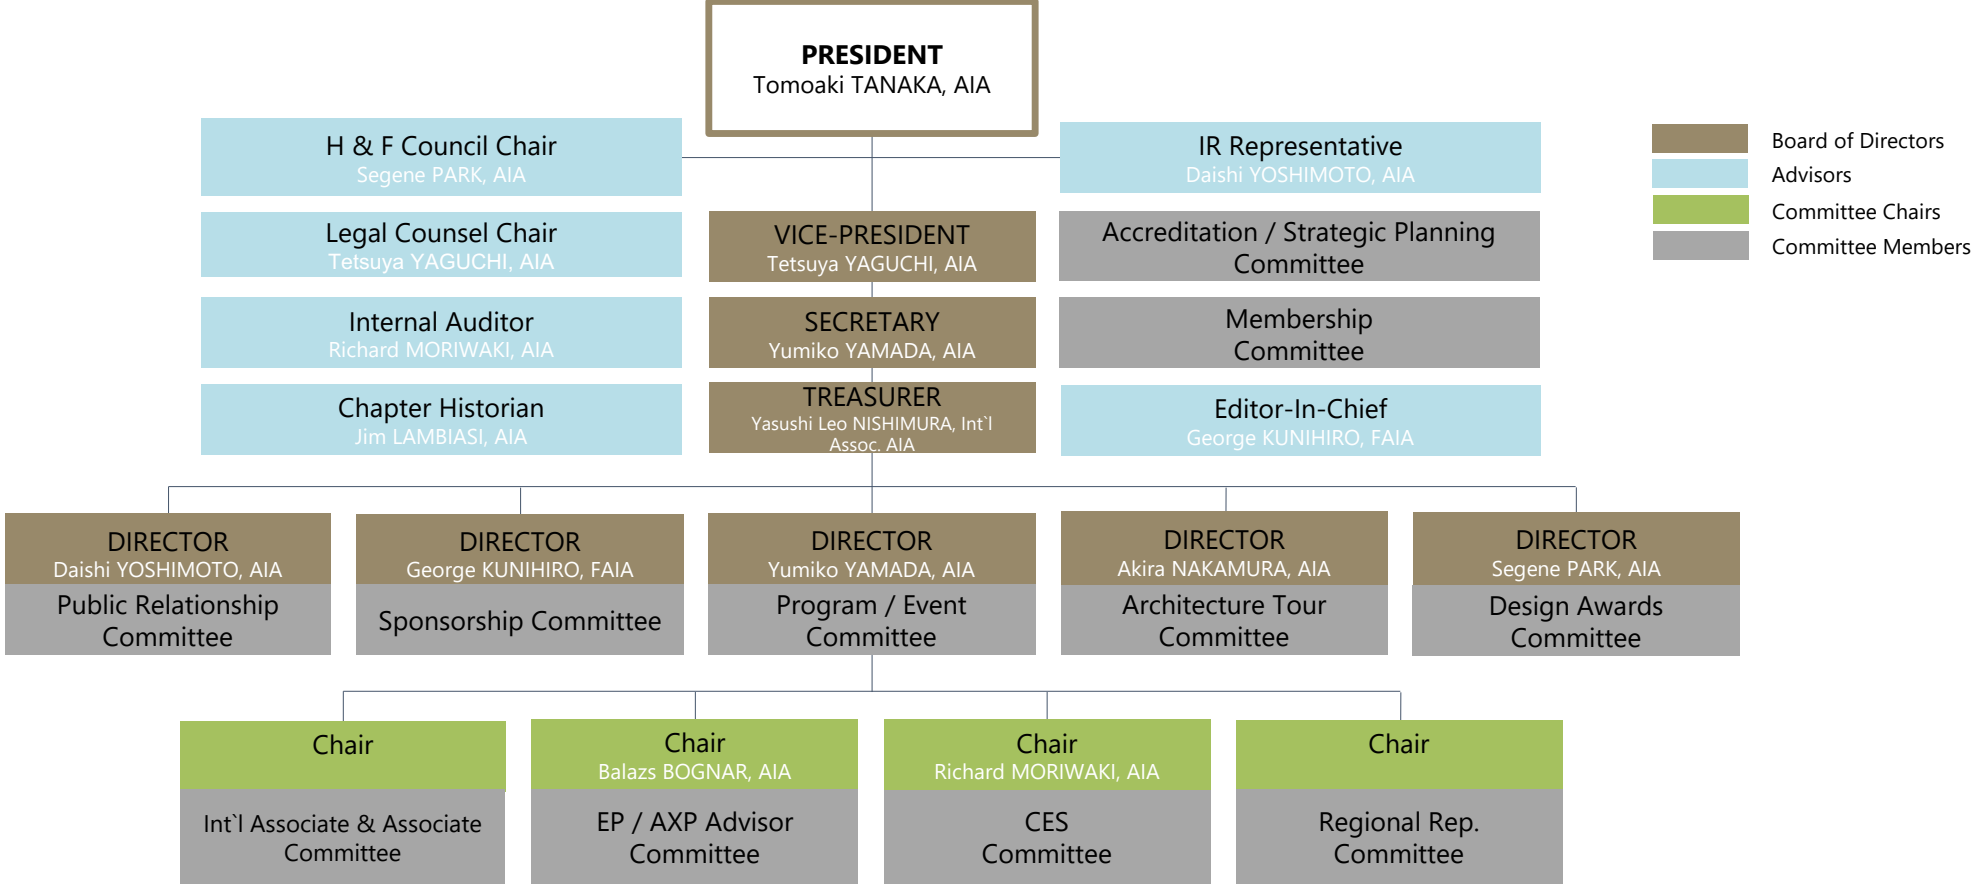 PRESIDENT
Tomoaki TANAKA, AIA
H & F Council Chair
Segene PARK, AIA
IR Representative
Daishi YOSHIMOTO, AIA
Board of Directors
Advisors
Committee Chairs
Committee Members
Legal Counsel Chair
Tetsuya YAGUCHI, AIA
VICE-PRESIDENT
Tetsuya YAGUCHI, AIA
Accreditation / Strategic Planning
Committee
Internal Auditor
Richard MORIWAKI, AIA
SECRETARY
Yumiko YAMADA, AIA
Membership
Committee
Chapter Historian
Jim LAMBIASI, AIA
TREASURER
Yasushi Leo NISHIMURA, Int`l
Assoc. AIA
Editor-In-Chief
George KUNIHIRO, FAIA
DIRECTOR
Daishi YOSHIMOTO, AIA
Public Relationship
Committee
DIRECTOR
George KUNIHIRO, FAIA
Sponsorship Committee
DIRECTOR
Yumiko YAMADA, AIA
Program / Event
Committee
DIRECTOR
Akira NAKAMURA, AIA
Architecture Tour
Committee
DIRECTOR
Segene PARK, AIA
Design Awards
Committee
Chair
Int`l Associate & Associate
Committee
Chair
Balazs BOGNAR, AIA
EP / AXP Advisor
Committee
Chair
Richard MORIWAKI, AIA
CES
Committee
Chair
Regional Rep.
Committee